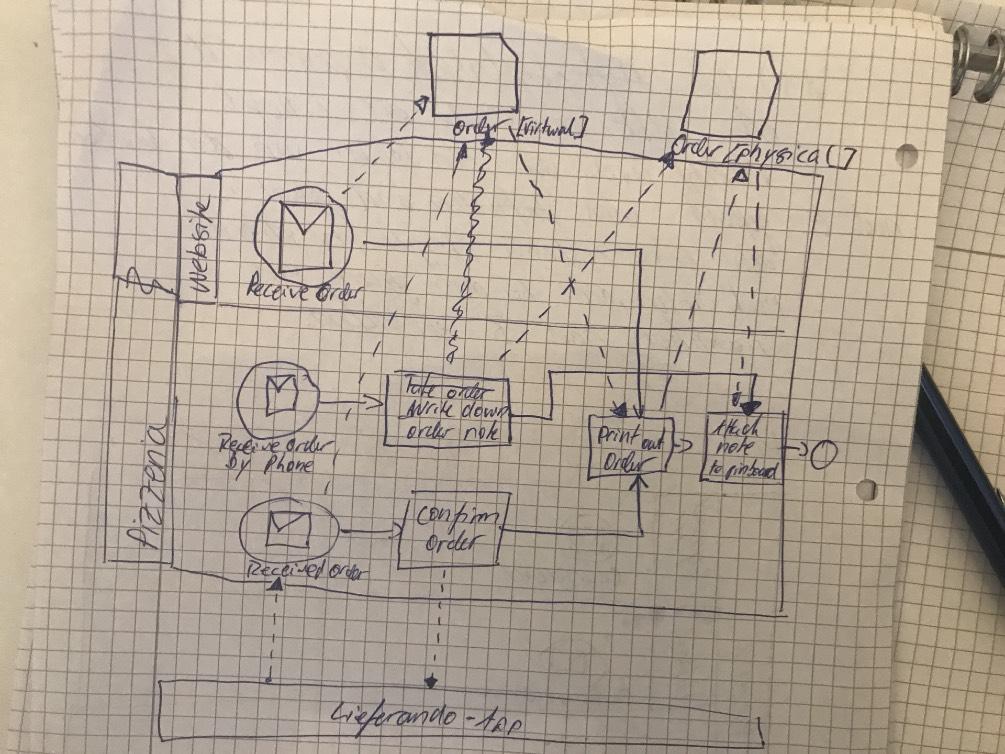 Order [virtual]
Order [physical]
Website
Receive Order
Pizzeria
Take order
Write down
order note
Receive order
by Phone
Print out
Order
Attach
note
to pinboard
Confirm
Order
Received order
Lieferando-App